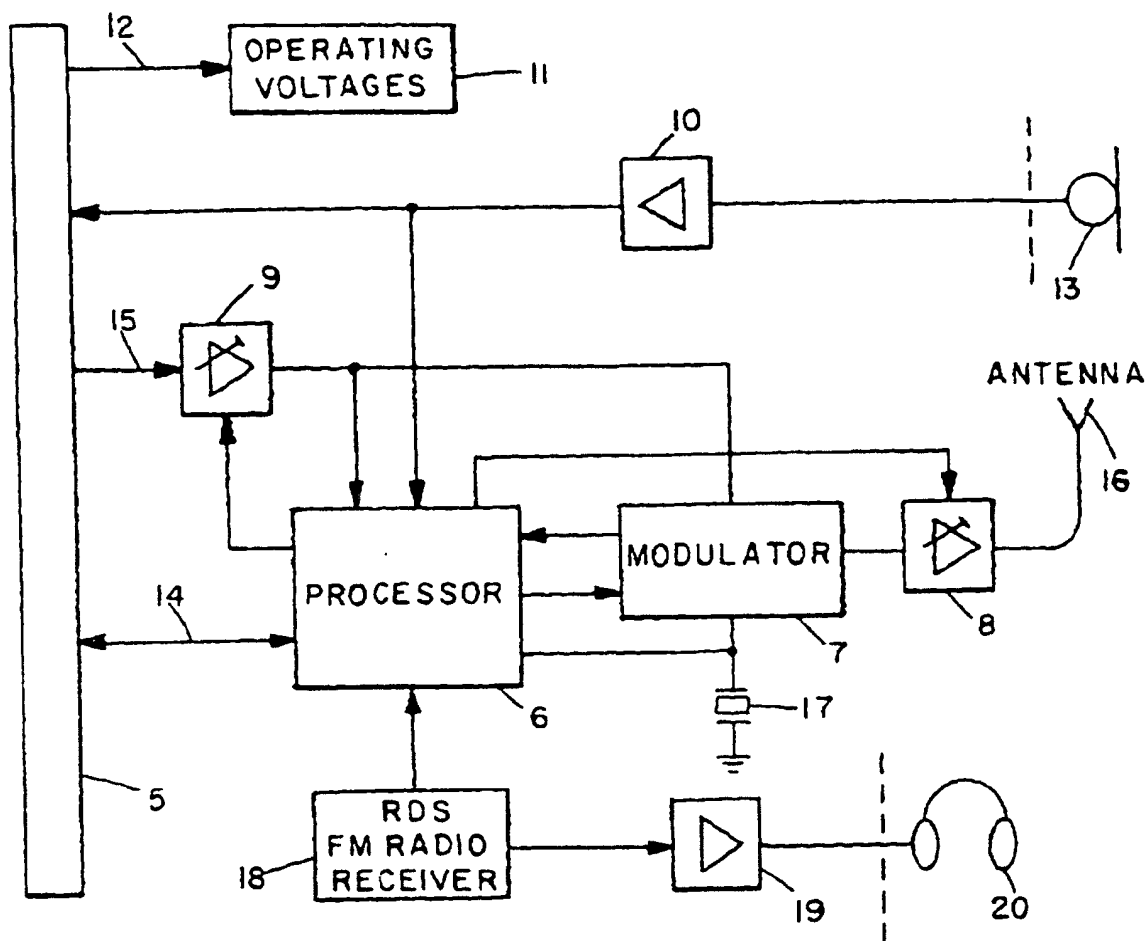 12
OPERATING
VOLTAGES
11
10
13
9
15
ANTENNA
16
MODULATOR
PROCESSOR
14
8
7
6
17
5
RDS
FM RADIO
RECEIVER
18
19
20